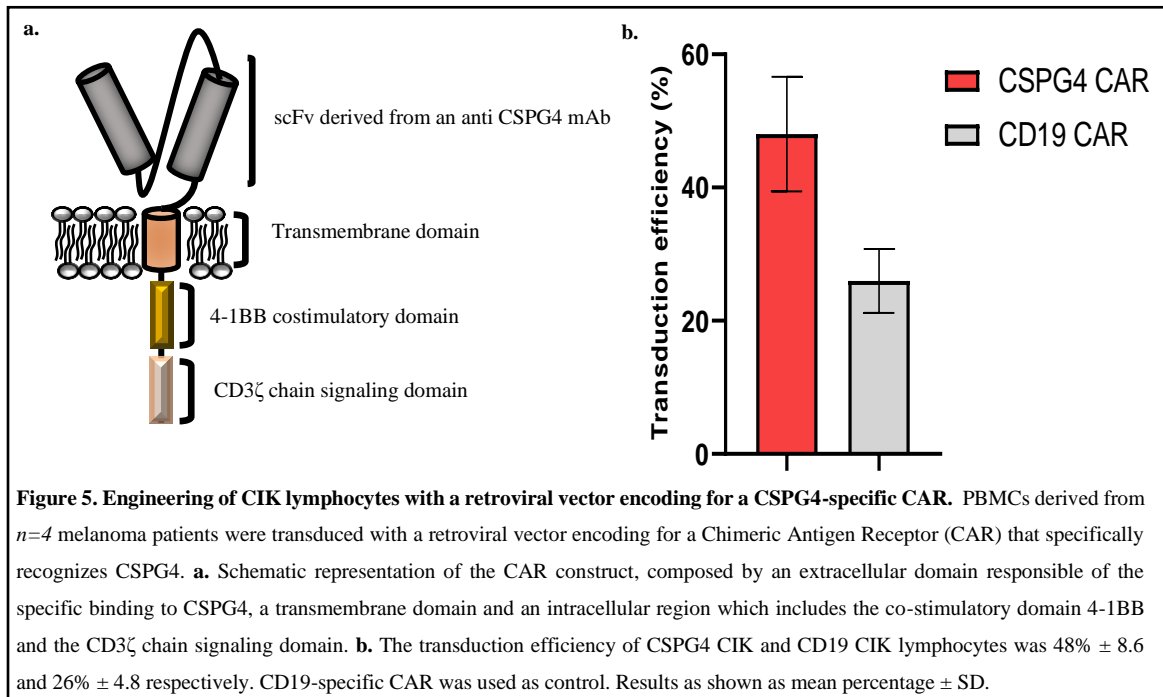 a.
scFv derived from an anti CSPG4 mAb
Transmembrane domain
4-1BB costimulatory domain
CD3ζ chain signaling domain
b.
Transduction efficiency (%)
60
40
20
0
CSPG4 CAR
CD19 CAR
Figure 5. Engineering of CIK lymphocytes with a retroviral vector encoding for a CSPG4-specific CAR. PBMCs derived from
n=4 melanoma patients were transduced with a retroviral vector encoding for a Chimeric Antigen Receptor (CAR) that specifically
recognizes CSPG4. a. Schematic representation of the CAR construct, composed by an extracellular domain responsible of the
specific binding to CSPG4, a transmembrane domain and an intracellular region which includes the co-stimulatory domain 4-1BB
and the CD3ζ chain signaling domain. b. The transduction efficiency of CSPG4 CIK and CD19 CIK lymphocytes was 48% ± 8.6
and 26% ± 4.8 respectively. CD19-specific CAR was used as control. Results as shown as mean percentage ± SD.